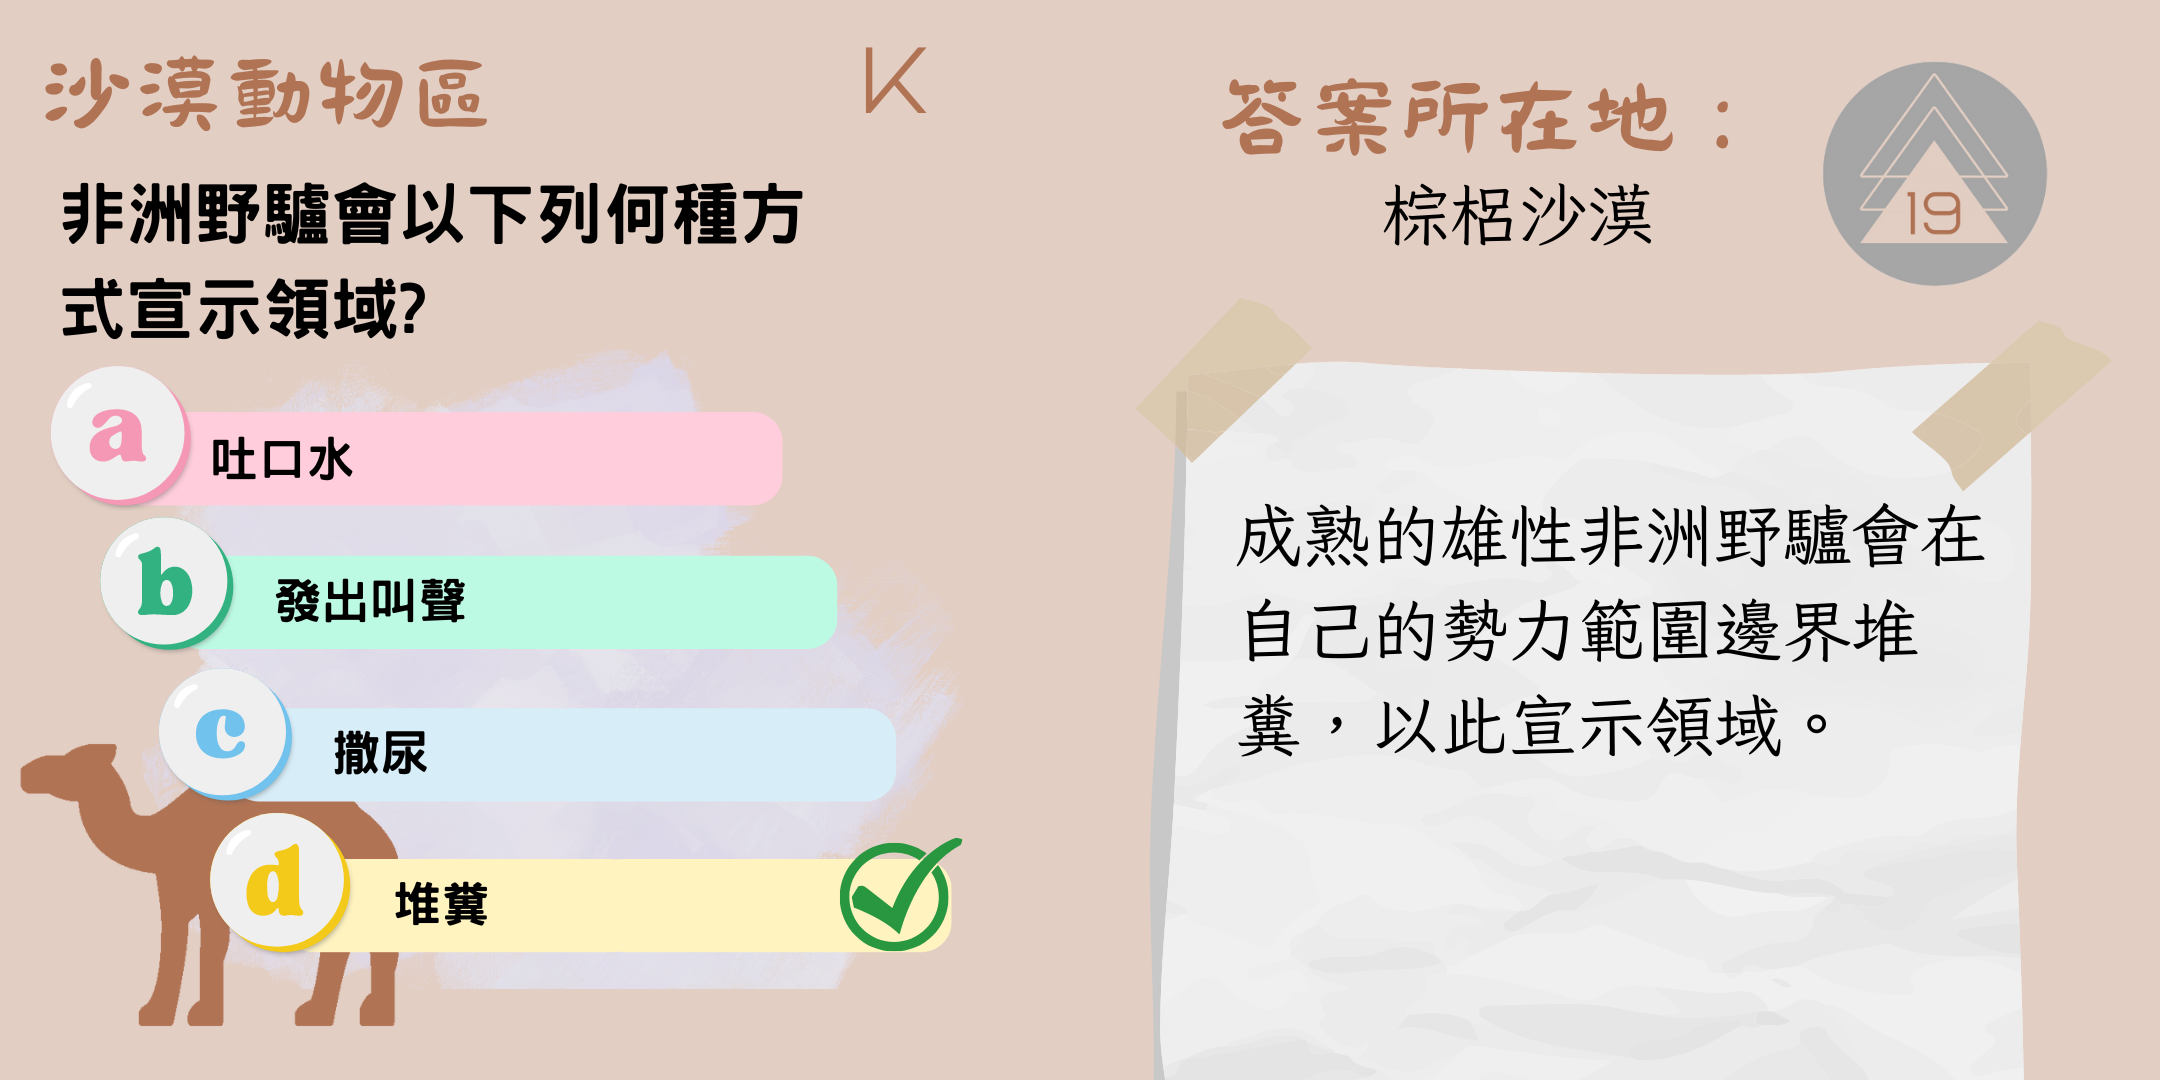 沙漠動物區
K
非洲野驢會以下列何種方
式宣示領域?
a
吐口水
b
發出叫聲
c
撒尿
d
堆糞
答案所在地：
棕梠沙漠
19
成熟的雄性非洲野驢會在
自己的勢力範圍邊界堆
糞，以此宣示領域。